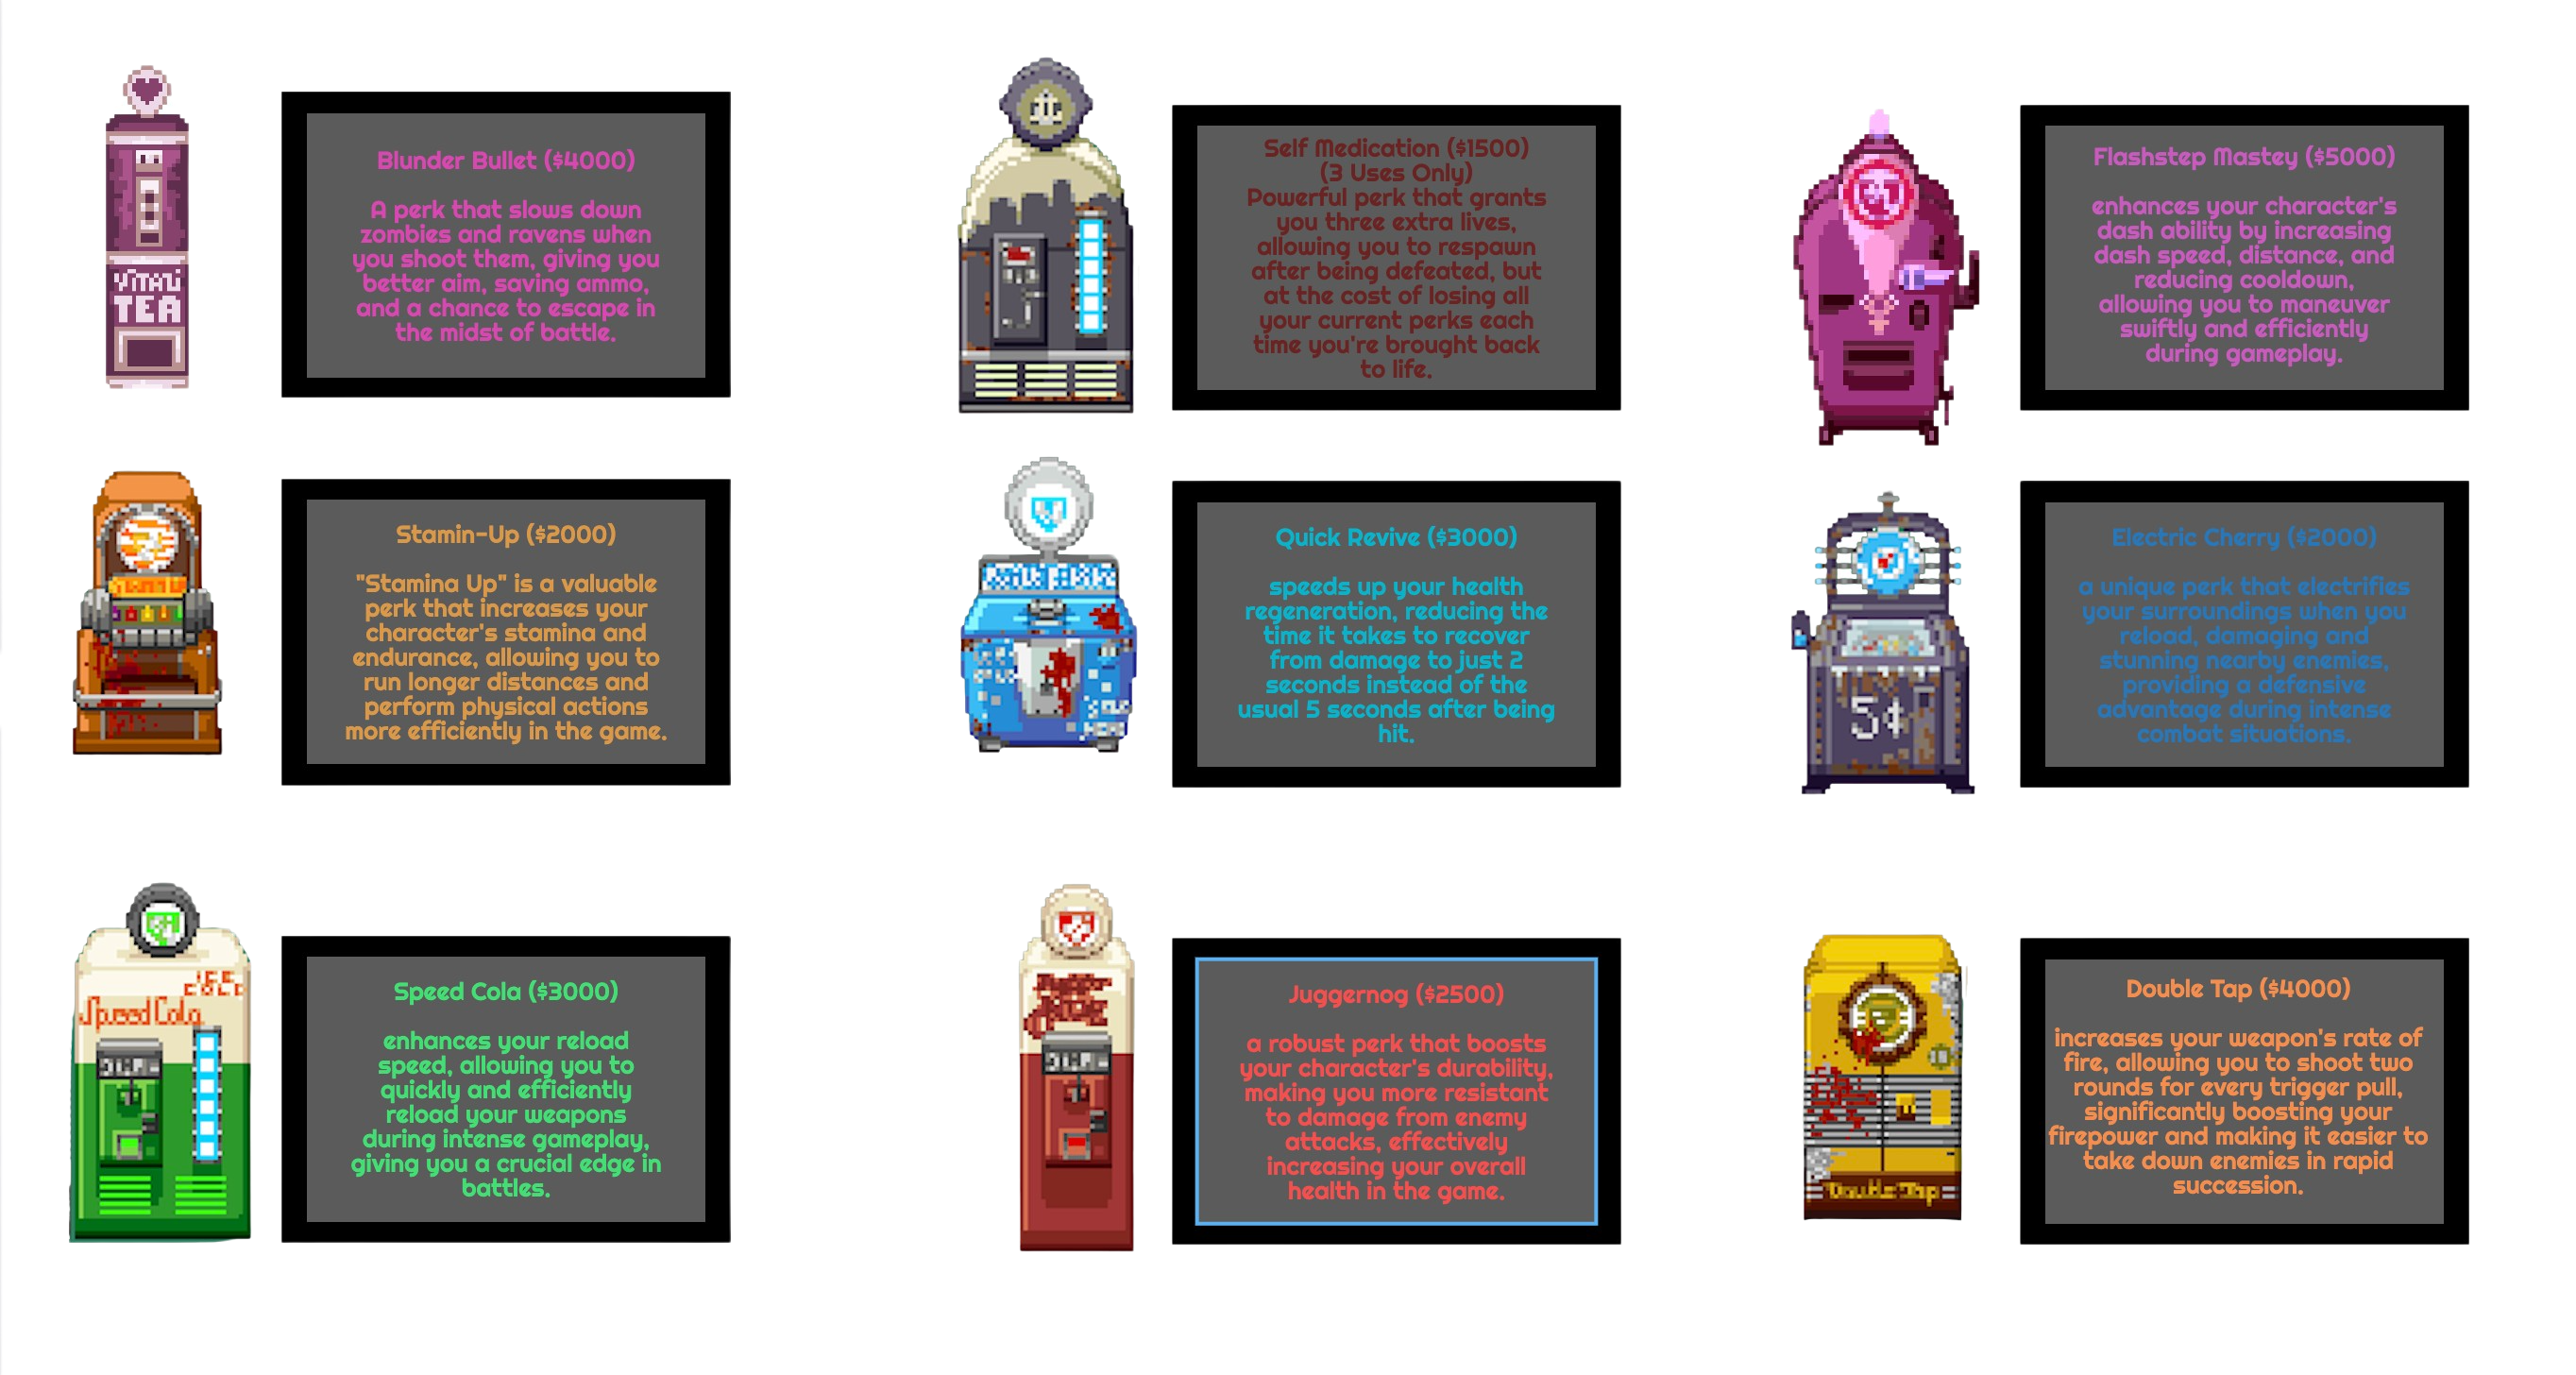 VITALI
TEA
Blunder Bullet ($4000)
A perk that slows down
zombies and ravens when
you shoot them, giving you
better aim, saving ammo,
and a chance to escape in
the midst of battle.
Self Medication ($1500)
(3 Uses Only)
Powerful perk that grants
you three extra lives,
allowing you to respawn
after being defeated, but
at the cost of losing all
your current perks each
time you're brought back
to life.
Flashstep Mastey ($5000)
enhances your character's
dash ability by increasing
dash speed, distance, and
reducing cooldown,
allowing you to maneuver
swiftly and efficiently
during gameplay.
Stamin-Up ($2000)
"Stamina Up" is a valuable
perk that increases your
character's stamina and
endurance, allowing you to
run longer distances and
perform physical actions
more efficiently in the game.
Quick Revive ($3000)
speeds up your health
regeneration, reducing the
time it takes to recover
from damage to just 2
seconds instead of the
usual 5 seconds after being
hit.
5¢
Electric Cherry ($2000)
a unique perk that electrifies
your surroundings when you
reload, damaging and
stunning nearby enemies,
providing a defensive
advantage during intense
combat situations.
Speed Cola
Speed Cola ($3000)
enhances your reload
speed, allowing you to
quickly and efficiently
reload your weapons
during intense gameplay,
giving you a crucial edge in
battles.
Juggernog ($2500)
a robust perk that boosts
your character's durability,
making you more resistant
to damage from enemy
attacks, effectively
increasing your overall
health in the game.
Double Tap
Double Tap ($4000)
increases your weapon's rate of
fire, allowing you to shoot two
rounds for every trigger pull,
significantly boosting your
firepower and making it easier to
take down enemies in rapid
succession.